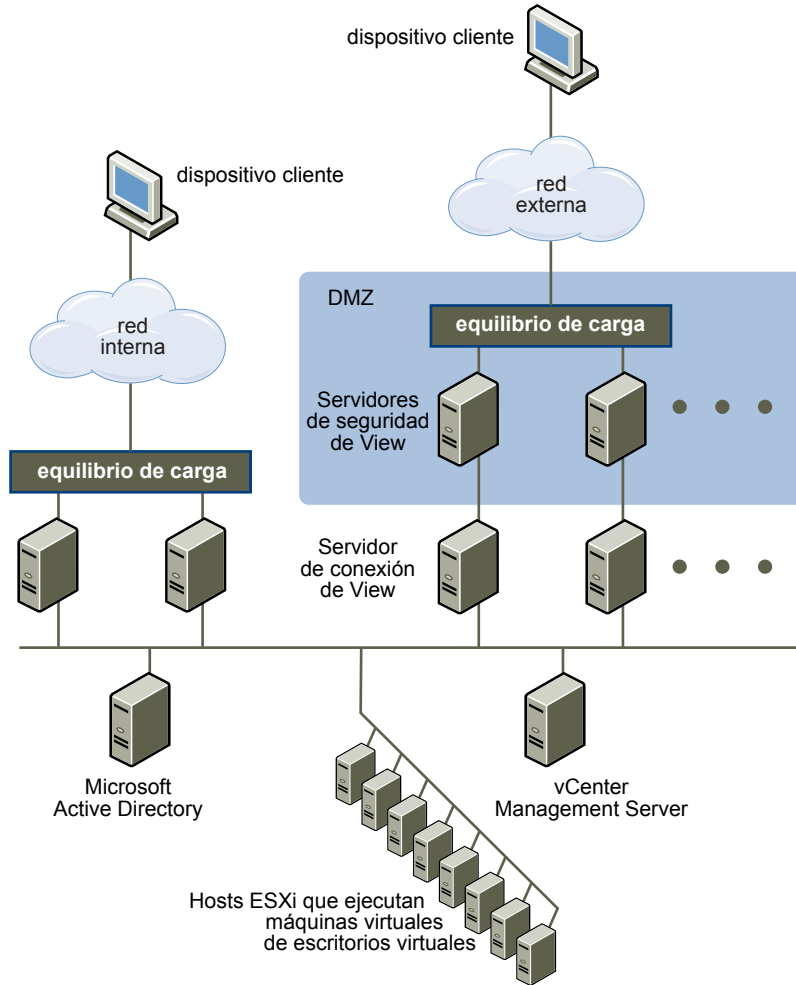 dispositivo cliente
dispositivo cliente
red
externa
red
interna
DMZ
equilibrio de carga
Servidores
de seguridad
de View
equilibrio de carga
Servidor
de conexión
de View
Microsoft
Active Directory
vCenter
Management Server
Hosts ESXi que ejecutan
máquinas virtuales
de escritorios virtuales